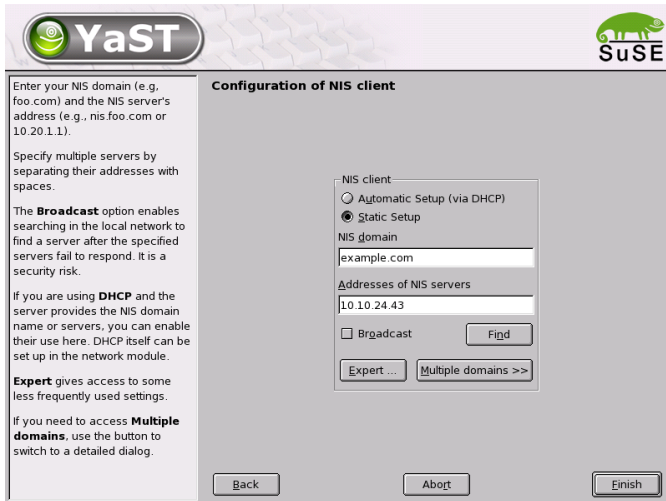 YaST
SuSE
Enter your NIS domain (e.g,
foo.com) and the NIS server's
address (e.g., nis.foo.com or
10.20.1.1).
Specify multiple servers by
separating their addresses with
spaces.
The Broadcast option enables
searching in the local network to
find a server after the specified
servers fail to respond. It is a
security risk.
If you are using DHCP and the
server provides the NIS domain
name or servers, you can enable
their use here. DHCP itself can be
set up in the network module.
Expert gives access to some
less frequently used settings.
If you need to access Multiple
domains, use the button to
switch to a detailed dialog.
Configuration of NIS client
NIS client
Automatic Setup (via DHCP)
Static Setup
NIS domain
example.com
Addresses of NIS servers
10.10.24.43
Broadcast
Find
Expert ...
Multiple domains >>
Back
Abort
Finish